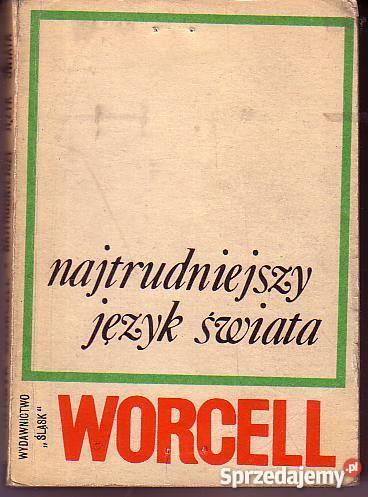 najtrudniejszy
język świata
WYDAWNICTWO
„ŚLĄSK"
WORCELL
Sprzedajemy.pl